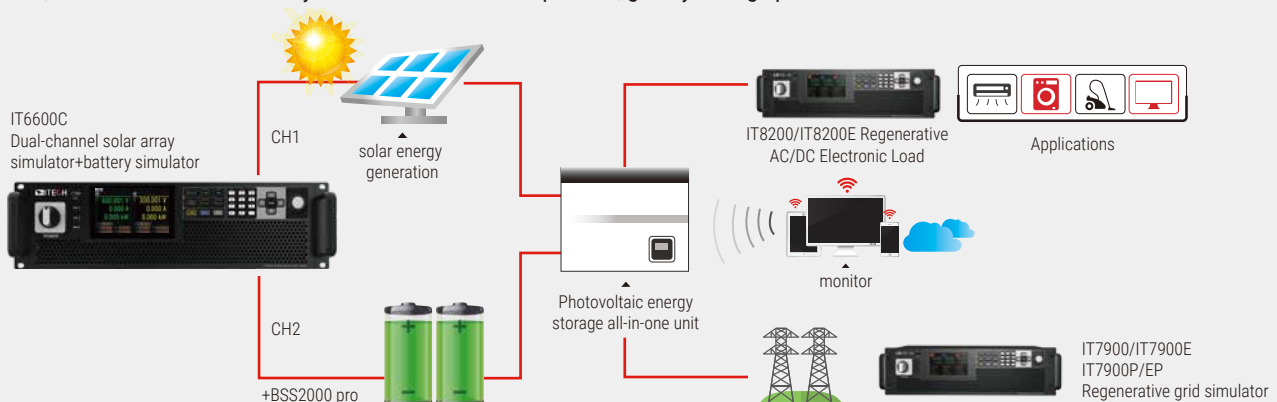 IT6600C
Dual-channel solar array
simulator+battery simulator
ITECH
CH1
solar energy
generation
IT8200/IT8200E Regenerative
AC/DC Electronic Load
Applications
monitor
Photovoltaic energy
storage all-in-one unit
CH2
+BSS2000 pro
IT7900/IT7900E
IT7900P/EP
Regenerative grid simulator